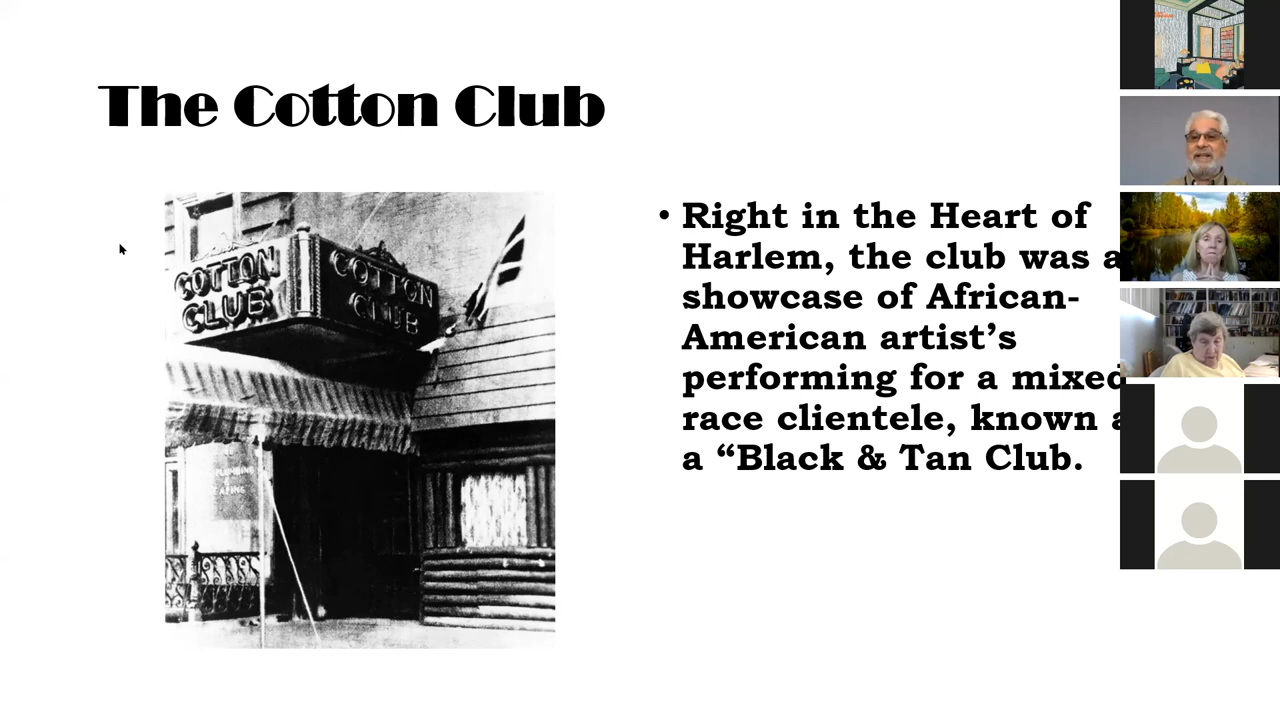 The Cotton Club
COTTON
CLUB
COTTON
CLUB
• Right in the Heart of
Harlem, the club was a
showcase of African-
American artist’s
performing for a mixed
race clientele, known
a “Black & Tan Club.